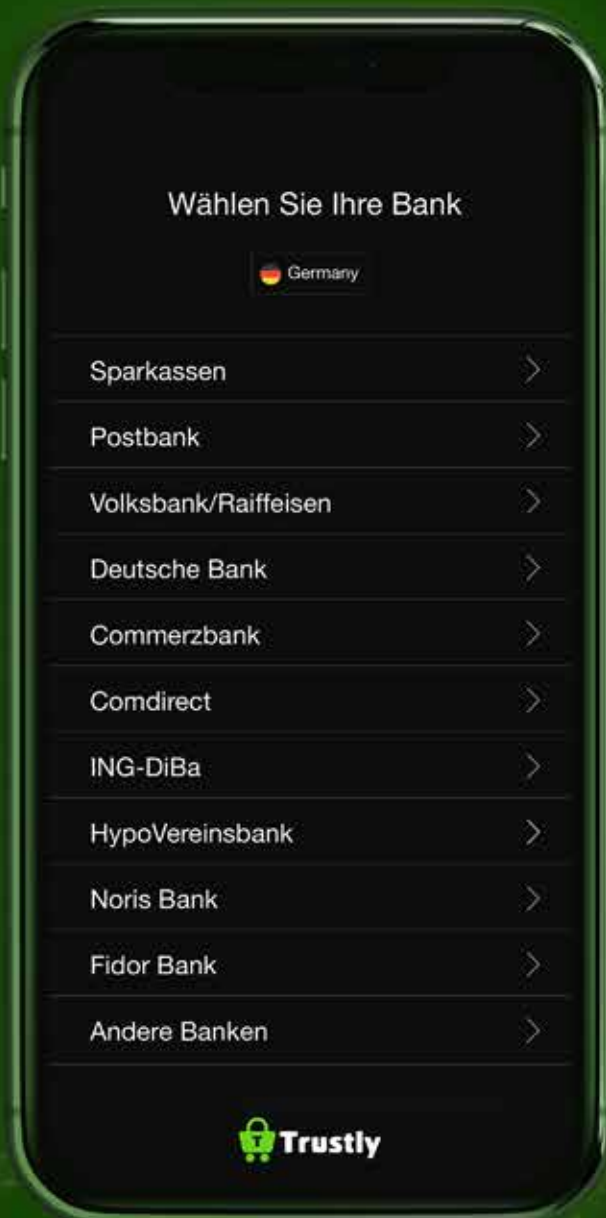 Wählen Sie Ihre Bank
Germany
Sparkassen
Postbank
Volksbank/Raiffeisen
Deutsche Bank
Commerzbank
Comdirect
ING-DiBa
HypoVereinsbank
Noris Bank
Fidor Bank
Andere Banken
T Trustly